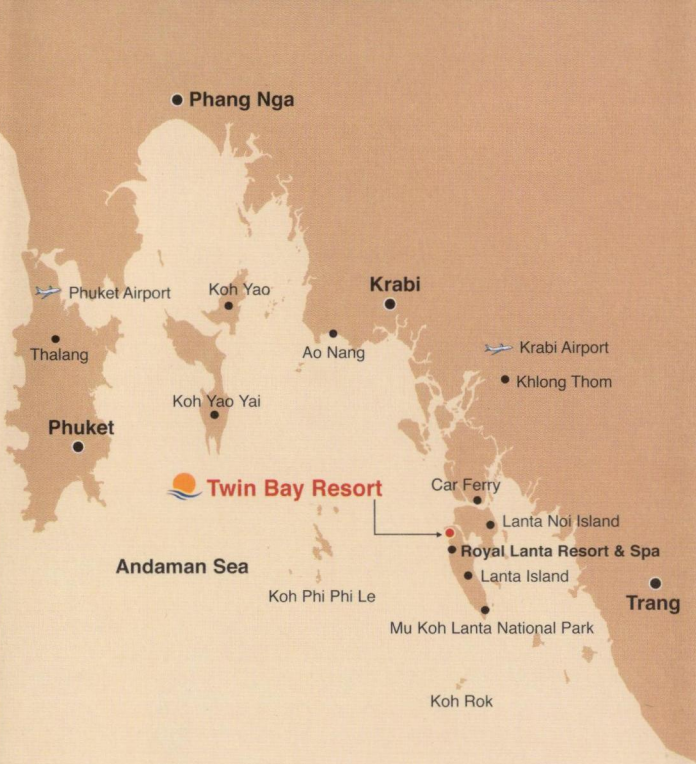 Phang Nga
Phuket Airport
Koh Yao
Krabi
Thalang
Ao Nang
Krabi Airport
Khlong Thom
Koh Yao Yai
Phuket
Twin Bay Resort
Car Ferry
Lanta Noi Island
Royal Lanta Resort & Spa
Andaman Sea
Lanta Island
Koh Phi Phi Le
Trang
Mu Koh Lanta National Park
Koh Rok